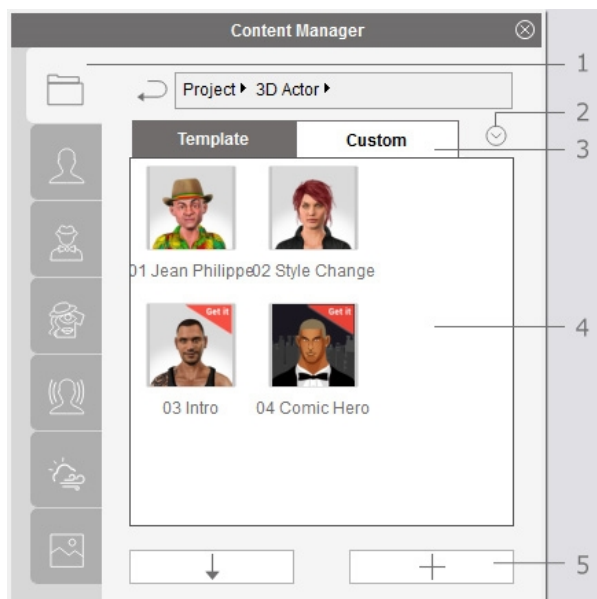 Content Manager
1
Project 3D Actor
2
Template Custom
3
01 Jean Philippe 02 Style Change
Get it Get it
4
03 Intro 04 Comic Hero
5